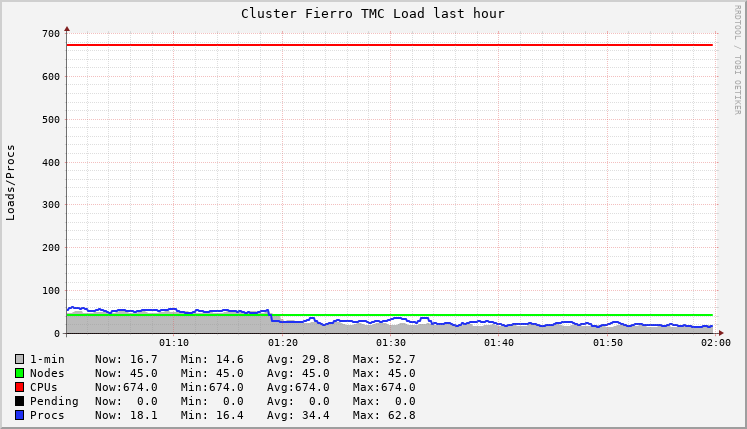 Cluster Fierro TMC Load last hour
RRDTOOL / TOBI OETIKER
Loads/Procs
700
600
500
400
300
200
100
0
01:10 01:20 01:30 01:40 01:50 02:00
1-min Now: 16.7 Min: 14.6 Avg: 29.8 Max: 52.7
Nodes Now: 45.0 Min: 45.0 Avg: 45.0 Max: 45.0
CPUs Now:674.0 Min:674.0 Avg:674.0 Max:674.0
Pending Now: 0.0 Min: 0.0 Avg: 0.0 Max: 0.0
Procs Now: 18.1 Min: 16.4 Avg: 34.4 Max: 62.8